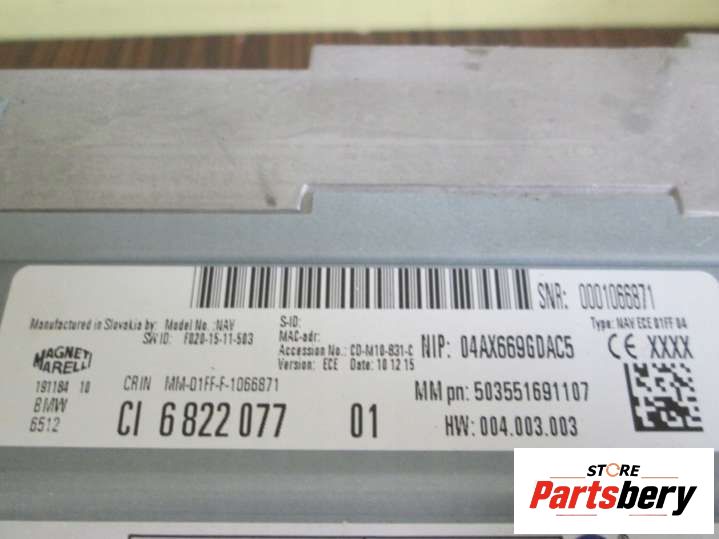 SNR: 0001066871
Manufactured in Slovakia by: Model No.:NAV
SW ID: F020-15-11-503
S-ID:
MAC-adr:
Accession No.: CD-M10-831-C
Version: ECE Date: 10 12 15
NIP: 04AX669GDAC5
Type: NAV ECE 01FF 04
CE XXXX
MAGNETI
MARELLI
191184 10
BMW
6512
CRIN MM-01FF-F-1066871
MM pn: 503551691107
CI 6 822 077 01
HW: 004.003.003
STORE
Partsbery